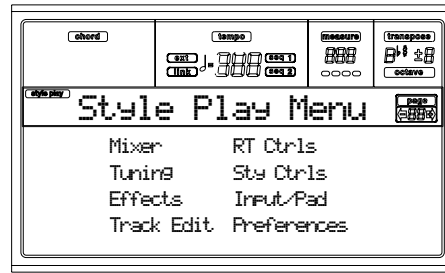 chord tempo measure transpose
ext seq 1
link seq 2
octave
style play page
Style Play Menu
Mixer RT Ctrls
Tuning Sty Ctrls
Effects Input/Pad
Track Edit Preferences